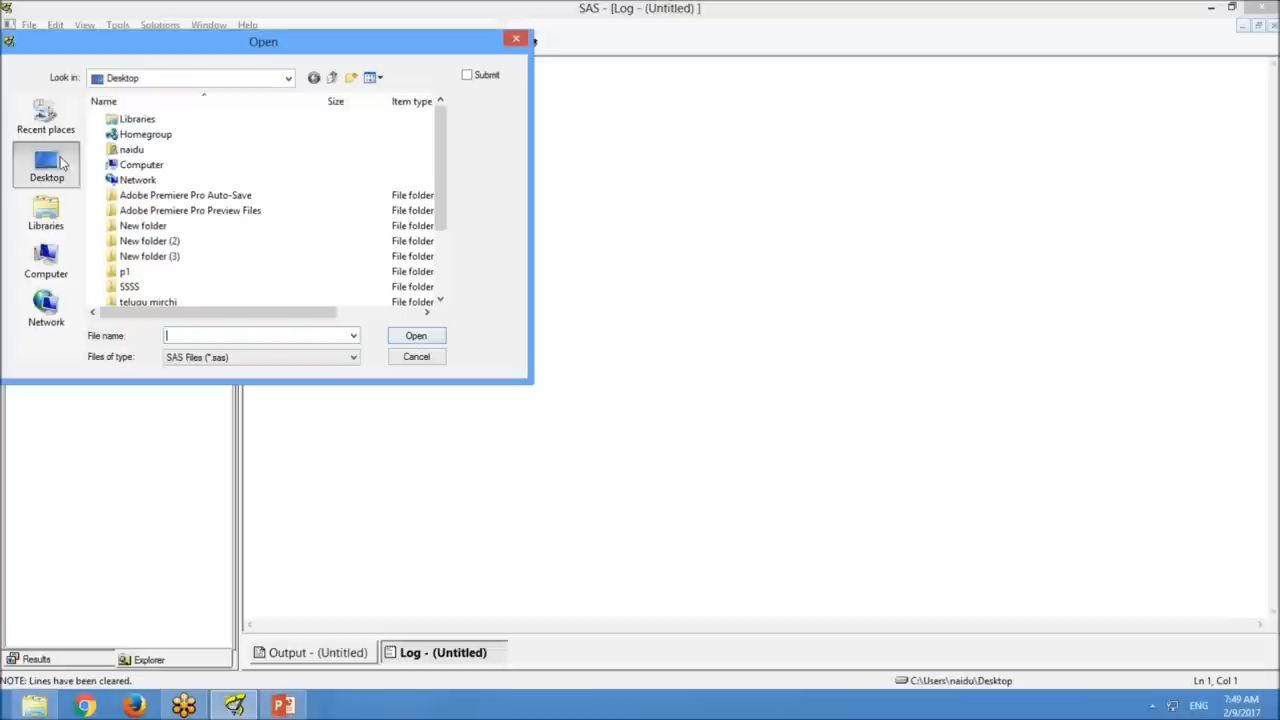 SAS - [Log - (Untitled) ]
File Edit View Tools Solutions Window Help
Open
Look in: Desktop
Submit
Name Size Item type
Recent places
Desktop
Libraries
Computer
Network
Libraries
Homegroup
naidu
Computer
Network
Adobe Premiere Pro Auto-Save File folder
Adobe Premiere Pro Preview Files File folder
New folder File folder
New folder (2) File folder
New folder (3) File folder
p1 File folder
SSSS File folder
telugu mirchi File folder
File name: Open
Files of type: SAS Files (*.sas) Cancel
Output - (Untitled) Log - (Untitled)
Results Explorer
NOTE: Lines have been cleared. C:\Users\naidu\Desktop Ln 1, Col 1
ENG 7:49 AM
2/9/2017